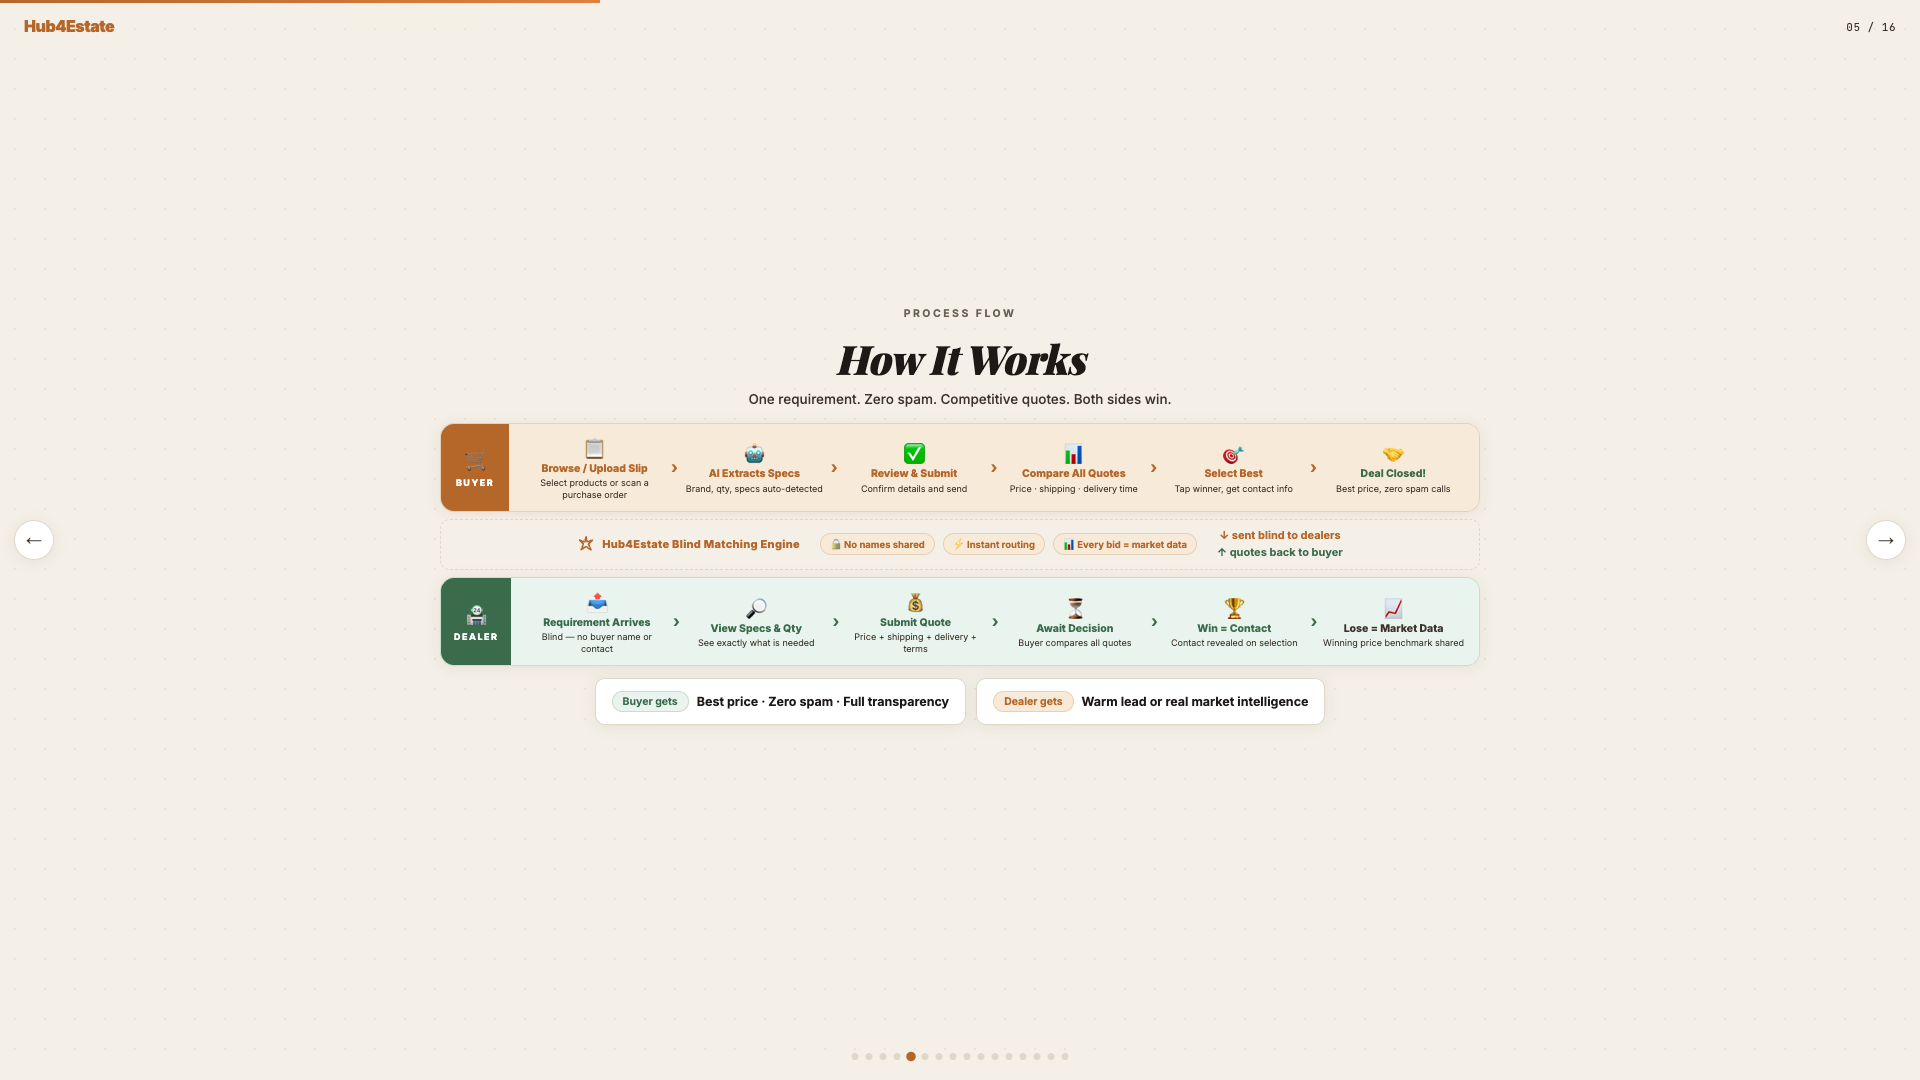 Hub4Estate
05 / 16
PROCESS FLOW
How It Works
One requirement. Zero spam. Competitive quotes. Both sides win.
BUYER
Browse / Upload Slip
Select products or scan a
purchase order
›
AI Extracts Specs
Brand, qty, specs auto-detected
›
Review & Submit
Confirm details and send
›
Compare All Quotes
Price · shipping · delivery time
›
Select Best
Tap winner, get contact info
›
Deal Closed!
Best price, zero spam calls
Hub4Estate Blind Matching Engine
No names shared
Instant routing
Every bid = market data
↓ sent blind to dealers
↑ quotes back to buyer
DEALER
Requirement Arrives
Blind — no buyer name or
contact
›
View Specs & Qty
See exactly what is needed
›
Submit Quote
Price + shipping + delivery +
terms
›
Await Decision
Buyer compares all quotes
›
Win = Contact
Contact revealed on selection
›
Lose = Market Data
Winning price benchmark shared
Buyer gets Best price · Zero spam · Full transparency
Dealer gets Warm lead or real market intelligence
←
→